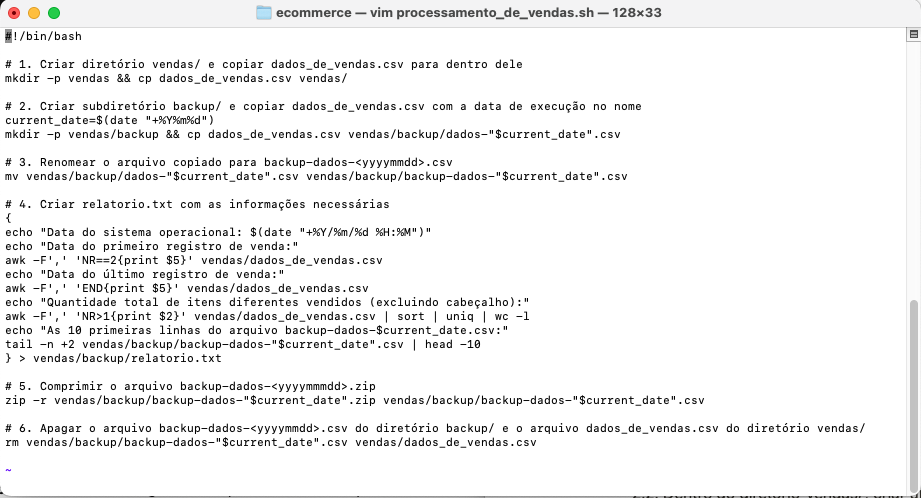 ecommerce — vim processamento_de_vendas.sh — 128×33
#!/bin/bash
# 1. Criar diretório vendas/ e copiar dados_de_vendas.csv para dentro dele
mkdir -p vendas && cp dados_de_vendas.csv vendas/
# 2. Criar subdiretório backup/ e copiar dados_de_vendas.csv com a data de execução no nome
current_date=$(date "+%Y%m%d")
mkdir -p vendas/backup && cp dados_de_vendas.csv vendas/backup/dados-"$current_date".csv
# 3. Renomear o arquivo copiado para backup-dados-<yyyymmdd>.csv
mv vendas/backup/dados-"$current_date".csv vendas/backup/backup-dados-"$current_date".csv
# 4. Criar relatorio.txt com as informações necessárias
{
echo "Data do sistema operacional: $(date "+%Y/%m/%d %H:%M")"
echo "Data do primeiro registro de venda:"
awk -F',' 'NR==2{print $5}' vendas/dados_de_vendas.csv
echo "Data do último registro de venda:"
awk -F',' 'END{print $5}' vendas/dados_de_vendas.csv
echo "Quantidade total de itens diferentes vendidos (excluindo cabeçalho):"
awk -F',' 'NR>1{print $2}' vendas/dados_de_vendas.csv | sort | uniq | wc -l
echo "As 10 primeiras linhas do arquivo backup-dados-$current_date.csv:"
tail -n +2 vendas/backup/backup-dados-"$current_date".csv | head -10
} > vendas/backup/relatorio.txt
# 5. Comprimir o arquivo backup-dados-<yyyymmmdd>.zip
zip -r vendas/backup/backup-dados-"$current_date".zip vendas/backup/backup-dados-"$current_date".csv
# 6. Apagar o arquivo backup-dados-<yyyymmdd>.csv do diretório backup/ e o arquivo dados_de_vendas.csv do diretório vendas/
rm vendas/backup/backup-dados-"$current_date".csv vendas/dados_de_vendas.csv
~